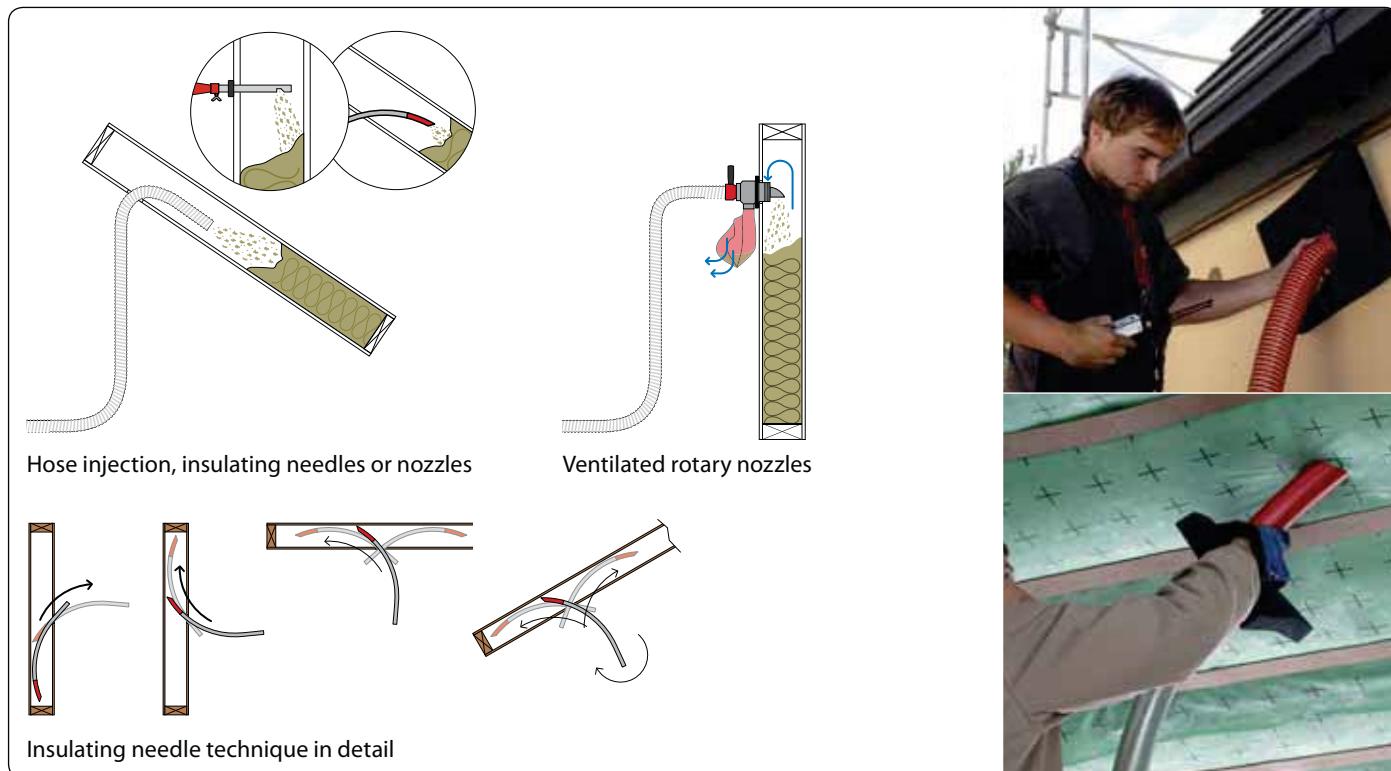 Hose injection, insulating needles or nozzles
Ventilated rotary nozzles
Insulating needle technique in detail